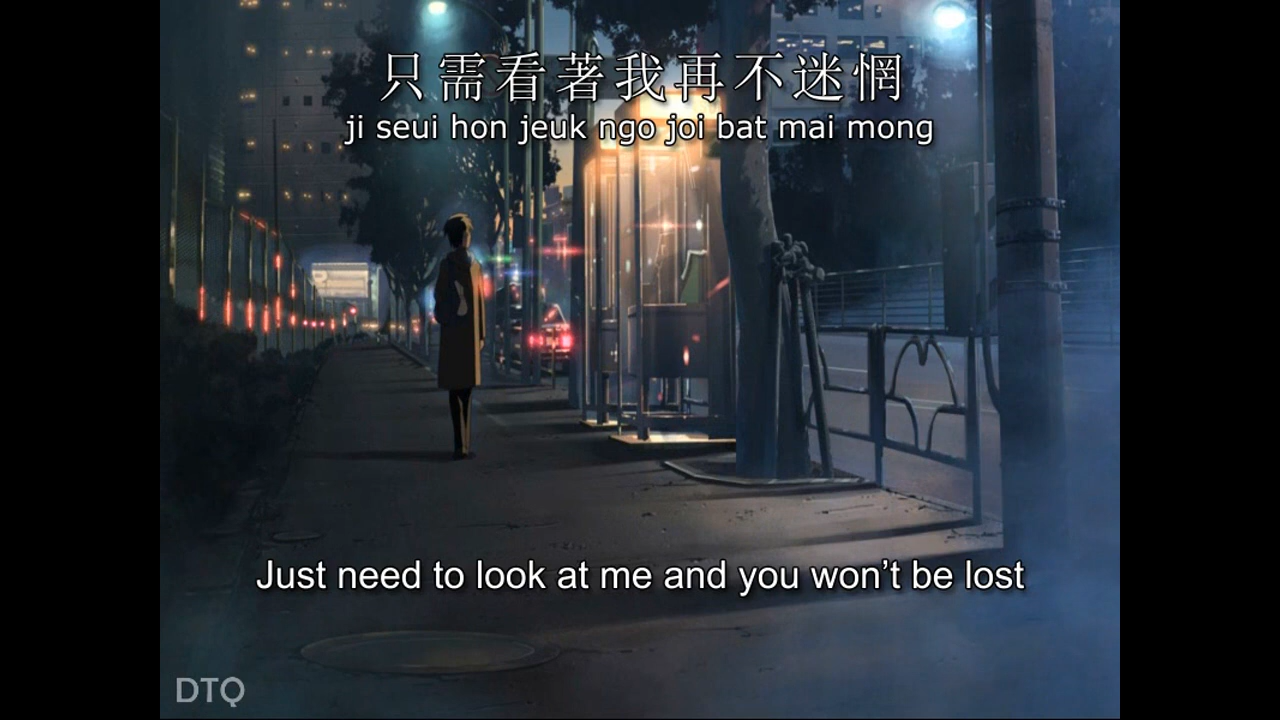 只需看著我再不迷惘
ji seui hon jeuk ngo joi bat mai mong
Just need to look at me and you won't be lost
DTQ